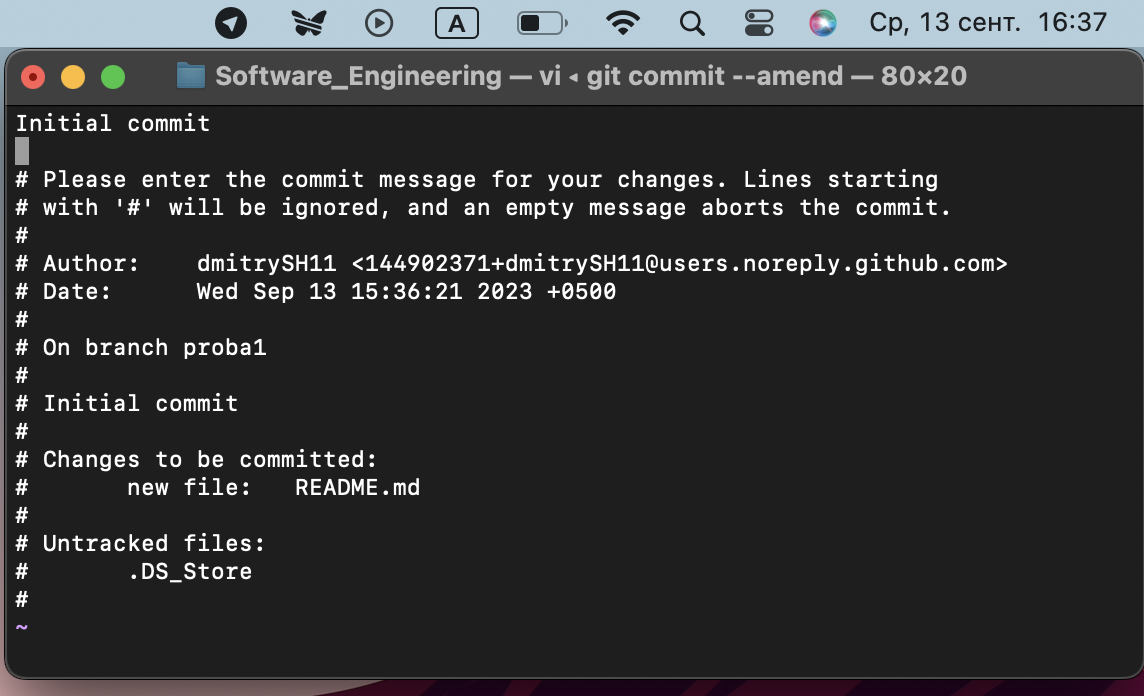 A
Ср, 13 сент. 16:37
Software_Engineering — vi ◂ git commit --amend — 80×20
Initial commit
# Please enter the commit message for your changes. Lines starting
# with '#' will be ignored, and an empty message aborts the commit.
#
# Author:    dmitrySH11 <144902371+dmitrySH11@users.noreply.github.com>
# Date:      Wed Sep 13 15:36:21 2023 +0500
#
# On branch proba1
#
# Initial commit
#
# Changes to be committed:
#       new file:   README.md
#
# Untracked files:
#       .DS_Store
#
~